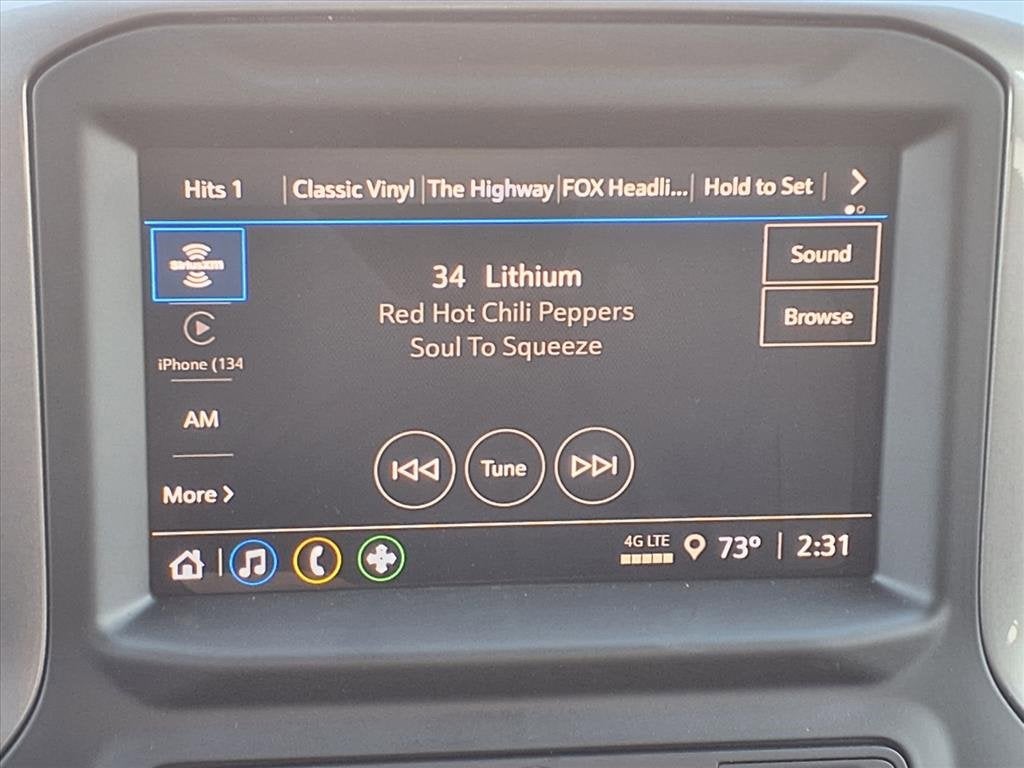 Hits 1 | Classic Vinyl | The Highway | FOX Headli... | Hold to Set |
SiriusXM
34 Lithium
Red Hot Chili Peppers
Soul To Squeeze
Sound
Browse
iPhone (134
AM
More
Tune
4G LTE
73° | 2:31